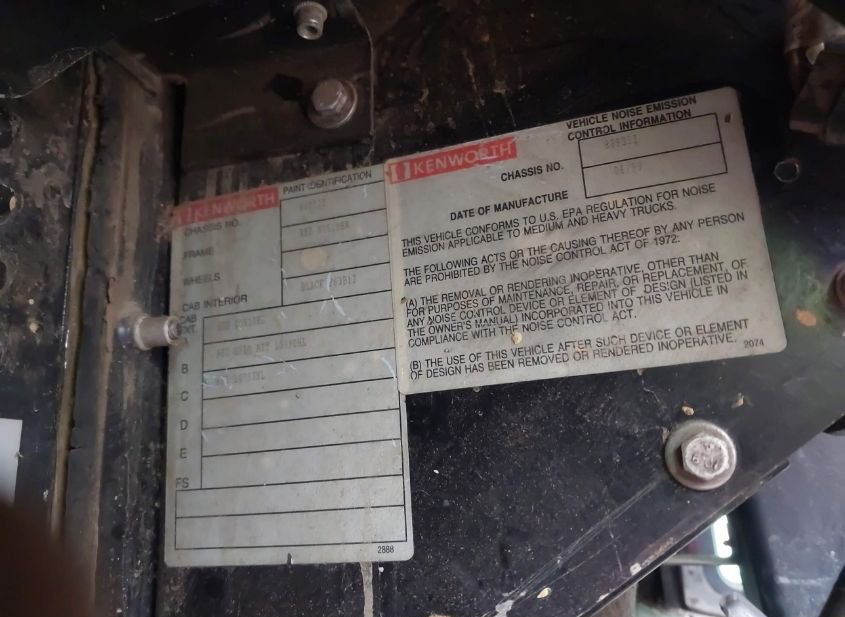 KENWORTH
PAINT IDENTIFICATION
CHASSIS NO.
FRAME
WHEELS
CAB INTERIOR
CAB
EXT.
A
B
C
D
E
FS
2888
KENWORTH
VEHICLE NOISE EMISSION
CONTROL INFORMATION
CHASSIS NO.
DATE OF MANUFACTURE
THIS VEHICLE CONFORMS TO U.S. EPA REGULATION FOR NOISE
EMISSION APPLICABLE TO MEDIUM AND HEAVY TRUCKS.
THE FOLLOWING ACTS OR THE CAUSING THEREOF BY ANY PERSON
ARE PROHIBITED BY THE NOISE CONTROL ACT OF 1972:
(A) THE REMOVAL OR RENDERING INOPERATIVE, OTHER THAN
FOR PURPOSES OF MAINTENANCE, REPAIR, OR REPLACEMENT, OF
ANY NOISE CONTROL DEVICE OR ELEMENT OF DESIGN (LISTED IN
THE OWNER'S MANUAL) INCORPORATED INTO THIS VEHICLE IN
COMPLIANCE WITH THE NOISE CONTROL ACT.
(B) THE USE OF THIS VEHICLE AFTER SUCH DEVICE OR ELEMENT
OF DESIGN HAS BEEN REMOVED OR RENDERED INOPERATIVE.
2074